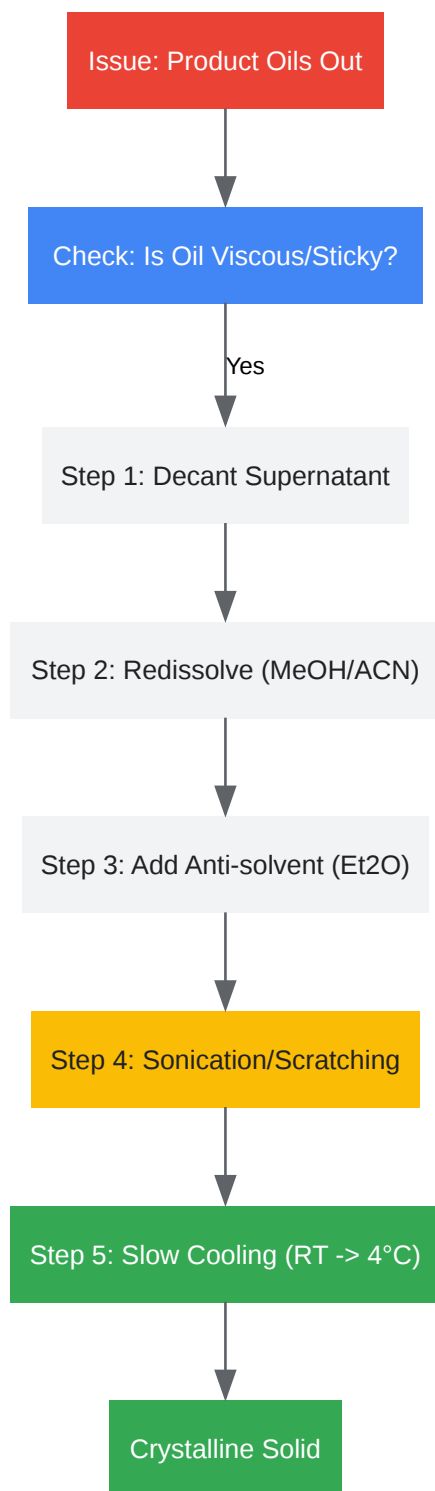 Issue: Product Oils Out
Check: Is Oil Viscous/Sticky?
Yes
Step 1: Decant Supernatant
Step 2: Redissolve (MeOH/ACN)
Step 3: Add Anti-solvent (Et2O)
Step 4: Sonication/Scratching
Step 5: Slow Cooling (RT -> 4°C)
Crystalline Solid